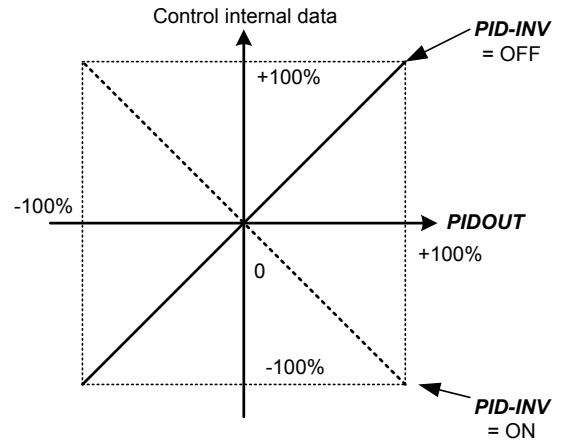 Control internal data
PID-INV
= OFF
+100%
-100%
PIDOUT
+100%
0
-100%
PID-INV
= ON